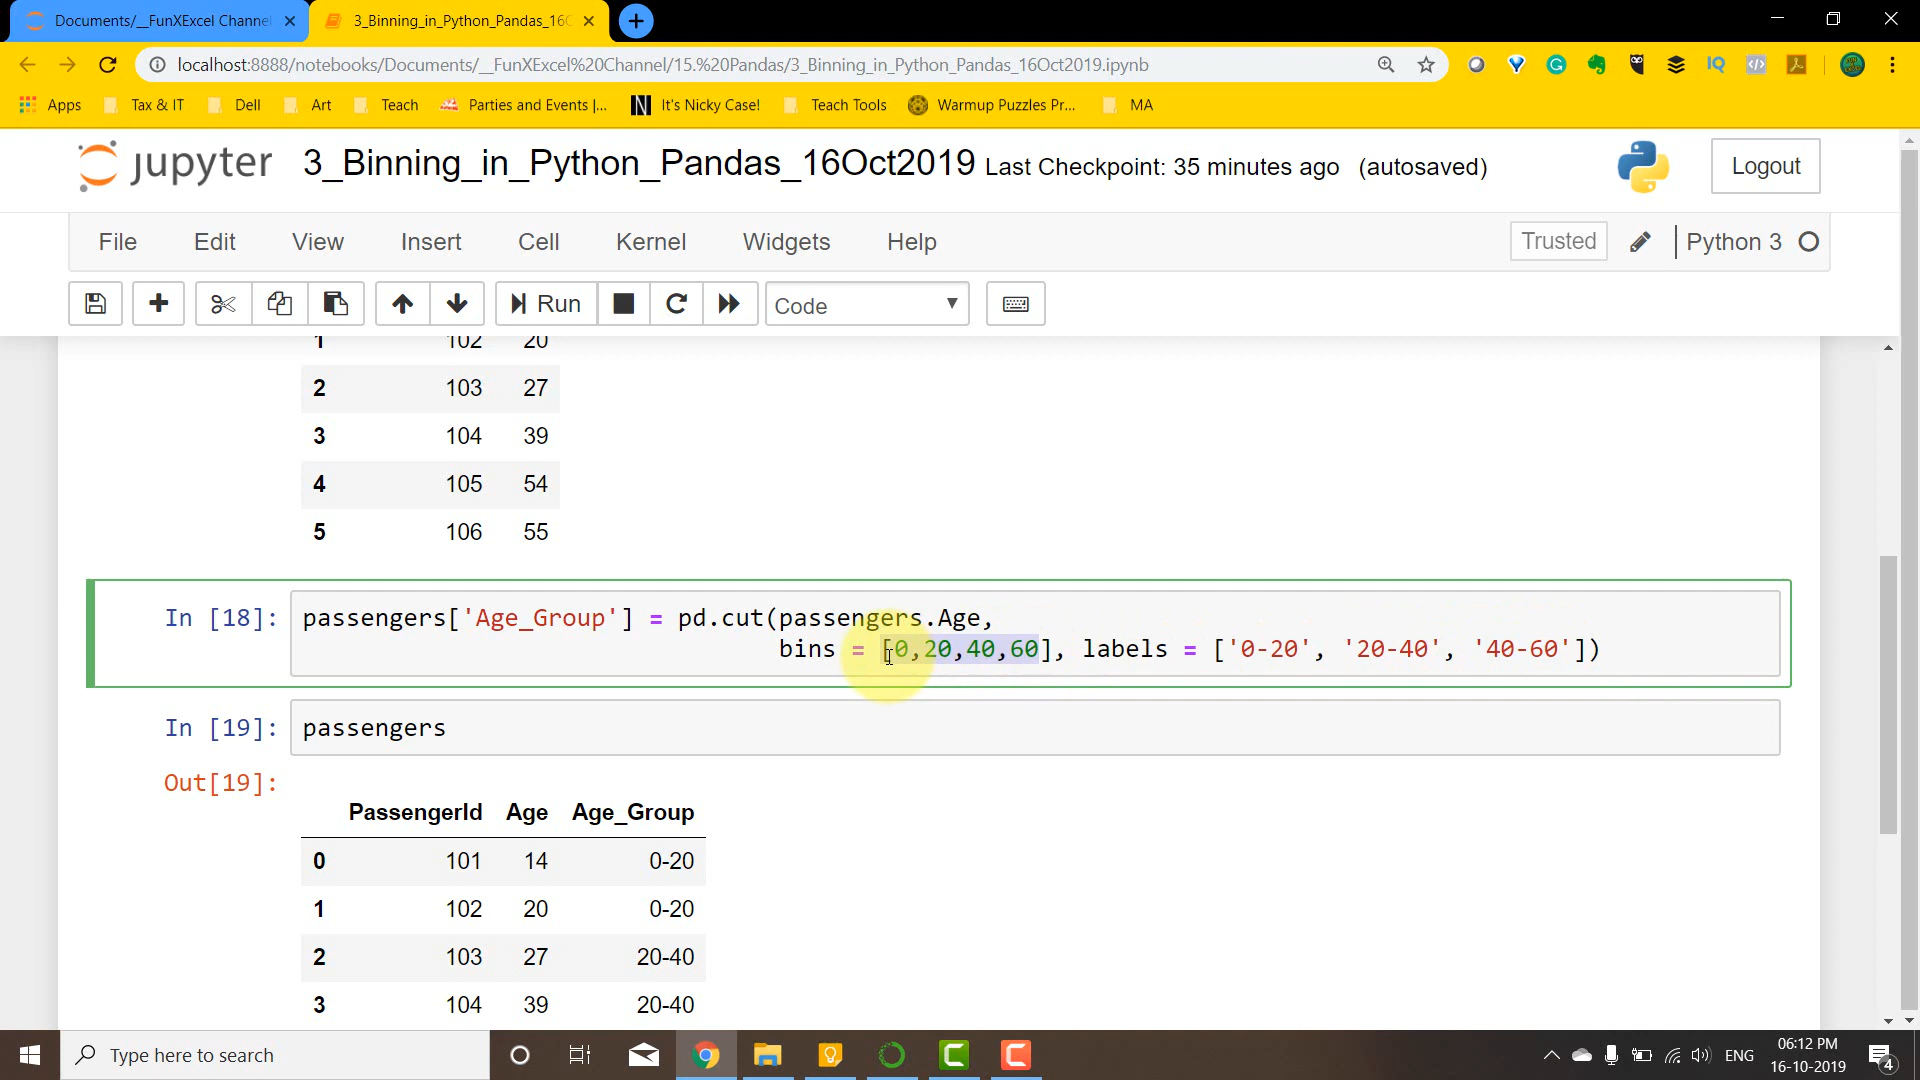 Documents/__FunXExcel Channel
3_Binning_in_Python_Pandas_16O
localhost:8888/notebooks/Documents/__FunXExcel%20Channel/15.%20Pandas/3_Binning_in_Python_Pandas_16Oct2019.ipynb
Apps Tax & IT Dell Art Teach Parties and Events |... It's Nicky Case! Teach Tools Warmup Puzzles Pr... MA
jupyter 3_Binning_in_Python_Pandas_16Oct2019 Last Checkpoint: 35 minutes ago (autosaved) Logout
File Edit View Insert Cell Kernel Widgets Help Trusted Python 3
Run Code
1 102 20
2 103 27
3 104 39
4 105 54
5 106 55
In [18]: passengers['Age_Group'] = pd.cut(passengers.Age,
bins = [0,20,40,60], labels = ['0-20', '20-40', '40-60'])
In [19]: passengers
Out[19]:
PassengerId Age Age_Group
0 101 14 0-20
1 102 20 0-20
2 103 27 20-40
3 104 39 20-40
Type here to search
ENG
06:12 PM
16-10-2019
4